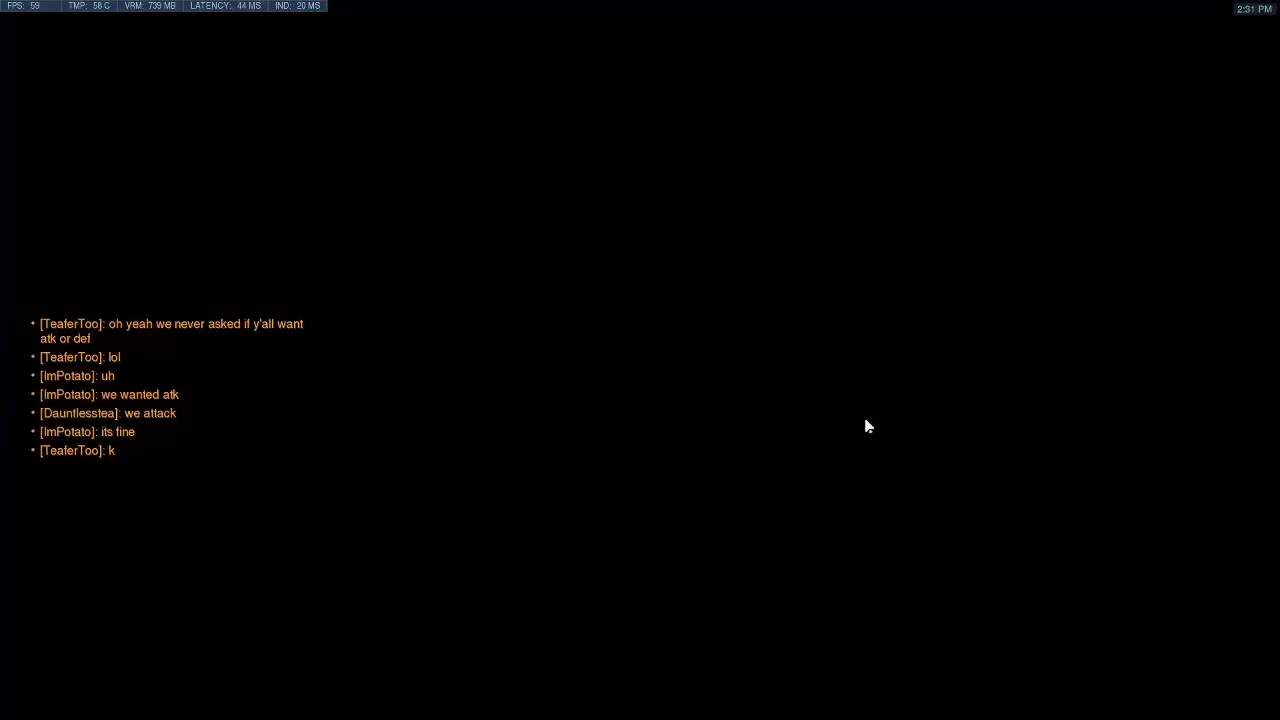 FPS: 59 TMP: 58 C VRM: 739 MB LATENCY: 44 MS IND: 20 MS
2:31 PM
• [TeaferToo]: oh yeah we never asked if y'all want
atk or def
• [TeaferToo]: lol
• [ImPotato]: uh
• [ImPotato]: we wanted atk
• [Dauntlesstea]: we attack
• [ImPotato]: its fine
• [TeaferToo]: k